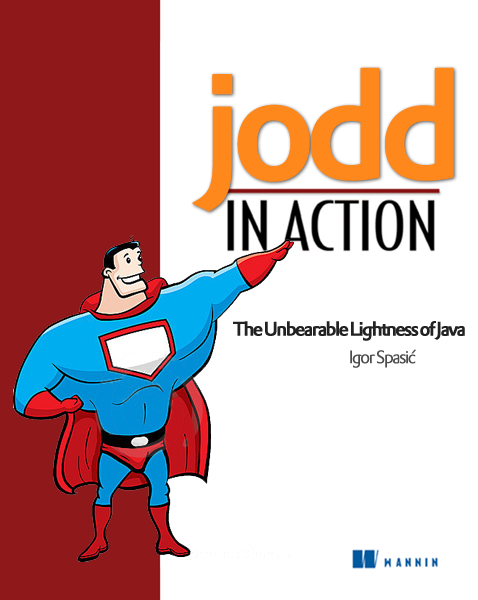 jodd
IN ACTION
The Unbearable Lightness of Java
Igor Spasić
MANNIN